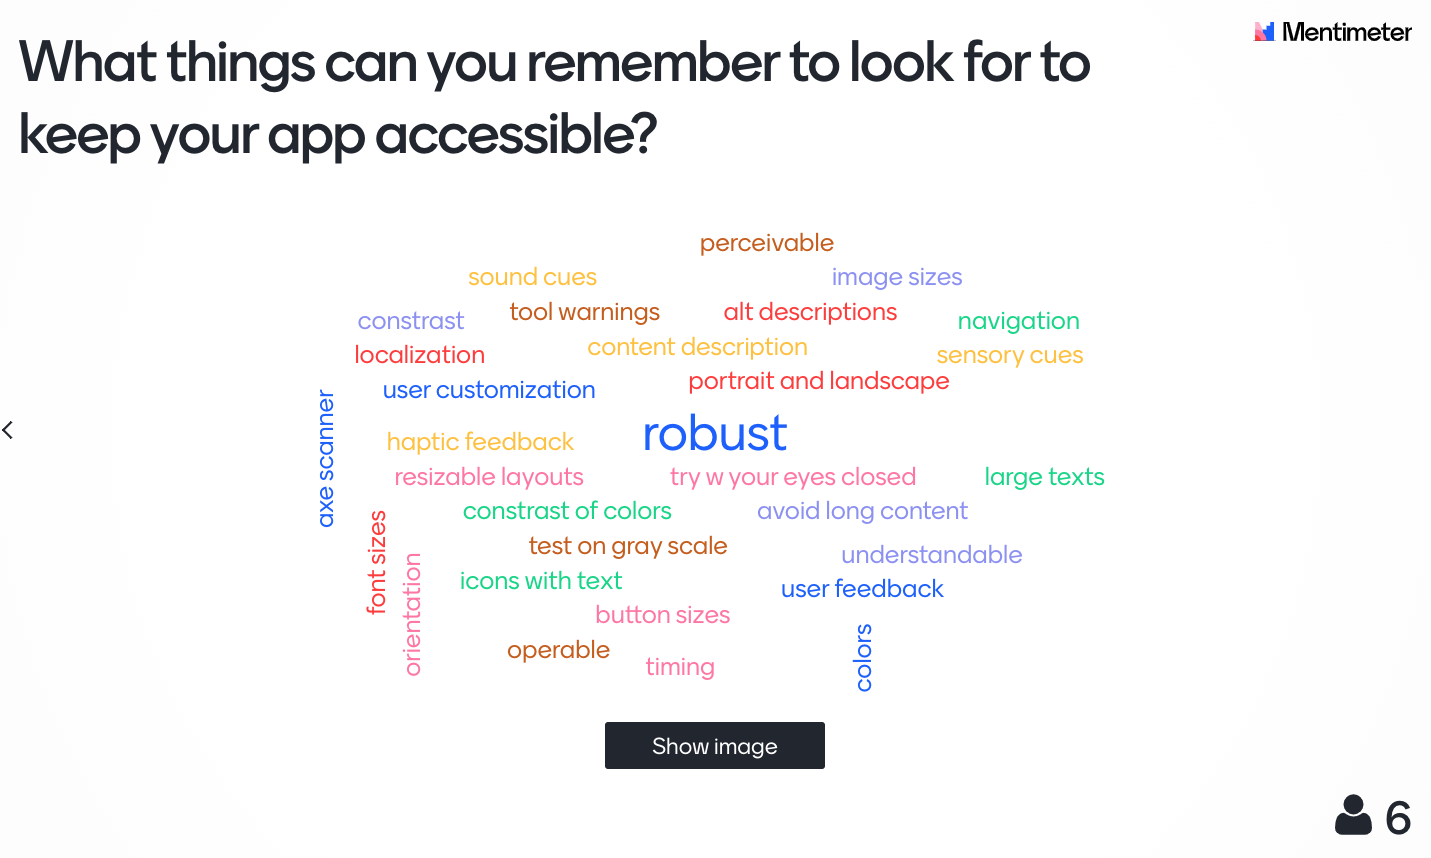 Mentimeter
What things can you remember to look for to
keep your app accessible?
perceivable
sound cues
image sizes
tool warnings
alt descriptions
constrast
navigation
content description
localization
sensory cues
portrait and landscape
user customization
robust
haptic feedback
axe scanner
resizable layouts
try w your eyes closed
large texts
constrast of colors
avoid long content
test on gray scale
understandable
font sizes
icons with text
user feedback
orientation
button sizes
operable
colors
timing
Show image
6